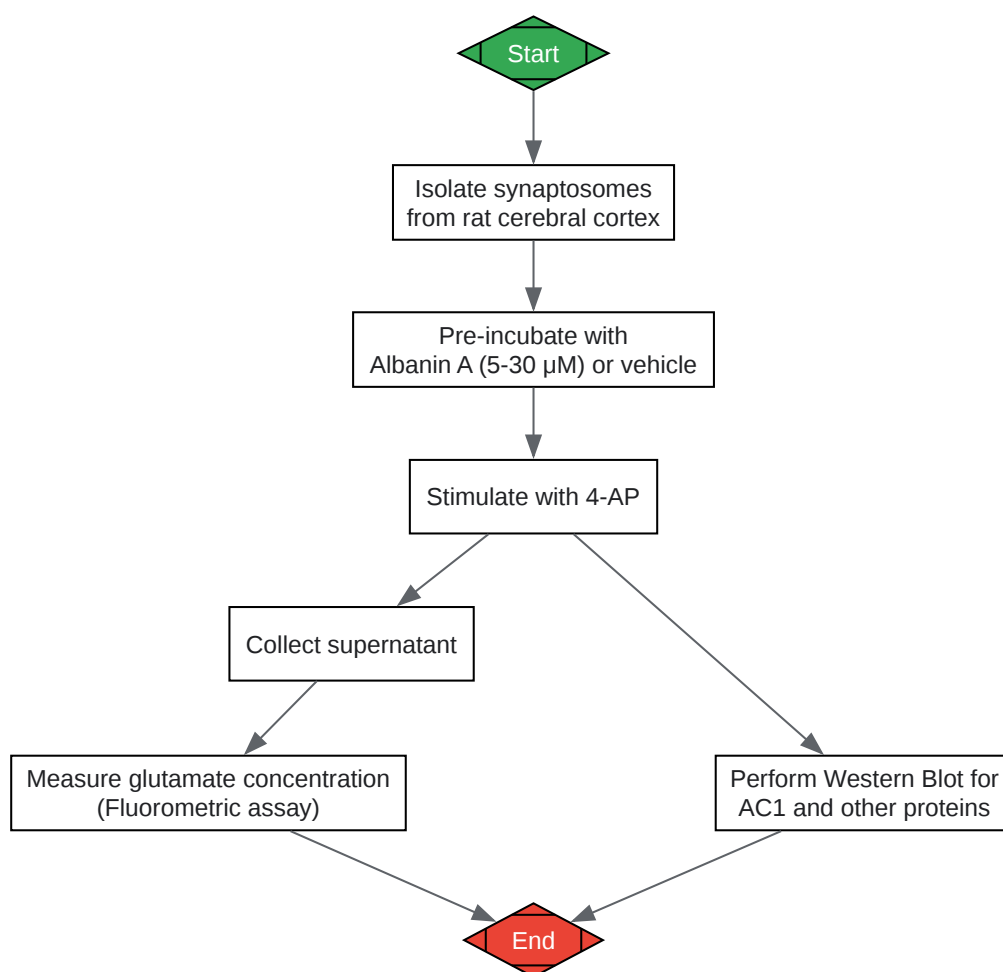 Start
Isolate synaptosomes
from rat cerebral cortex
Pre-incubate with
Albanin A (5-30 μM) or vehicle
Stimulate with 4-AP
Collect supernatant
Measure glutamate concentration
(Fluorometric assay)
Perform Western Blot for
AC1 and other proteins
End